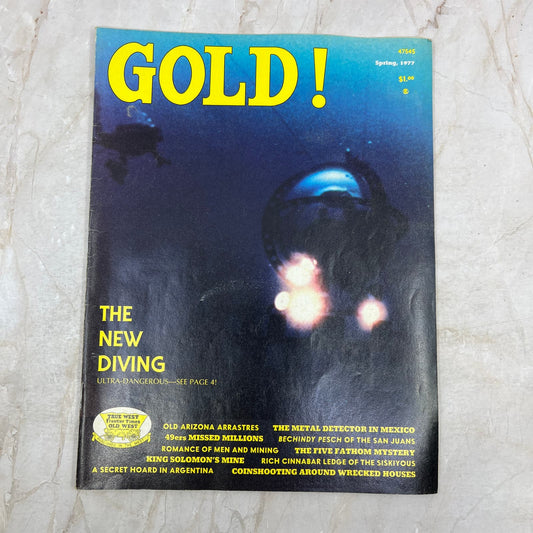 GOLD!
47545
Spring, 1977
$1.00
THE
NEW
DIVING
ULTRA-DANGEROUS—SEE PAGE 4!
TRUE WEST
Frontier Times
OLD WEST
OLD ARIZONA ARRASTRES THE METAL DETECTOR IN MEXICO
49ers MISSED MILLIONS BECHINDY PESCH OF THE SAN JUANS
ROMANCE OF MEN AND MINING THE FIVE FATHOM MYSTERY
KING SOLOMON'S MINE RICH CINNABAR LEDGE OF THE SISKIYOUS
A SECRET HOARD IN ARGENTINA COINSHOOTING AROUND WRECKED HOUSES